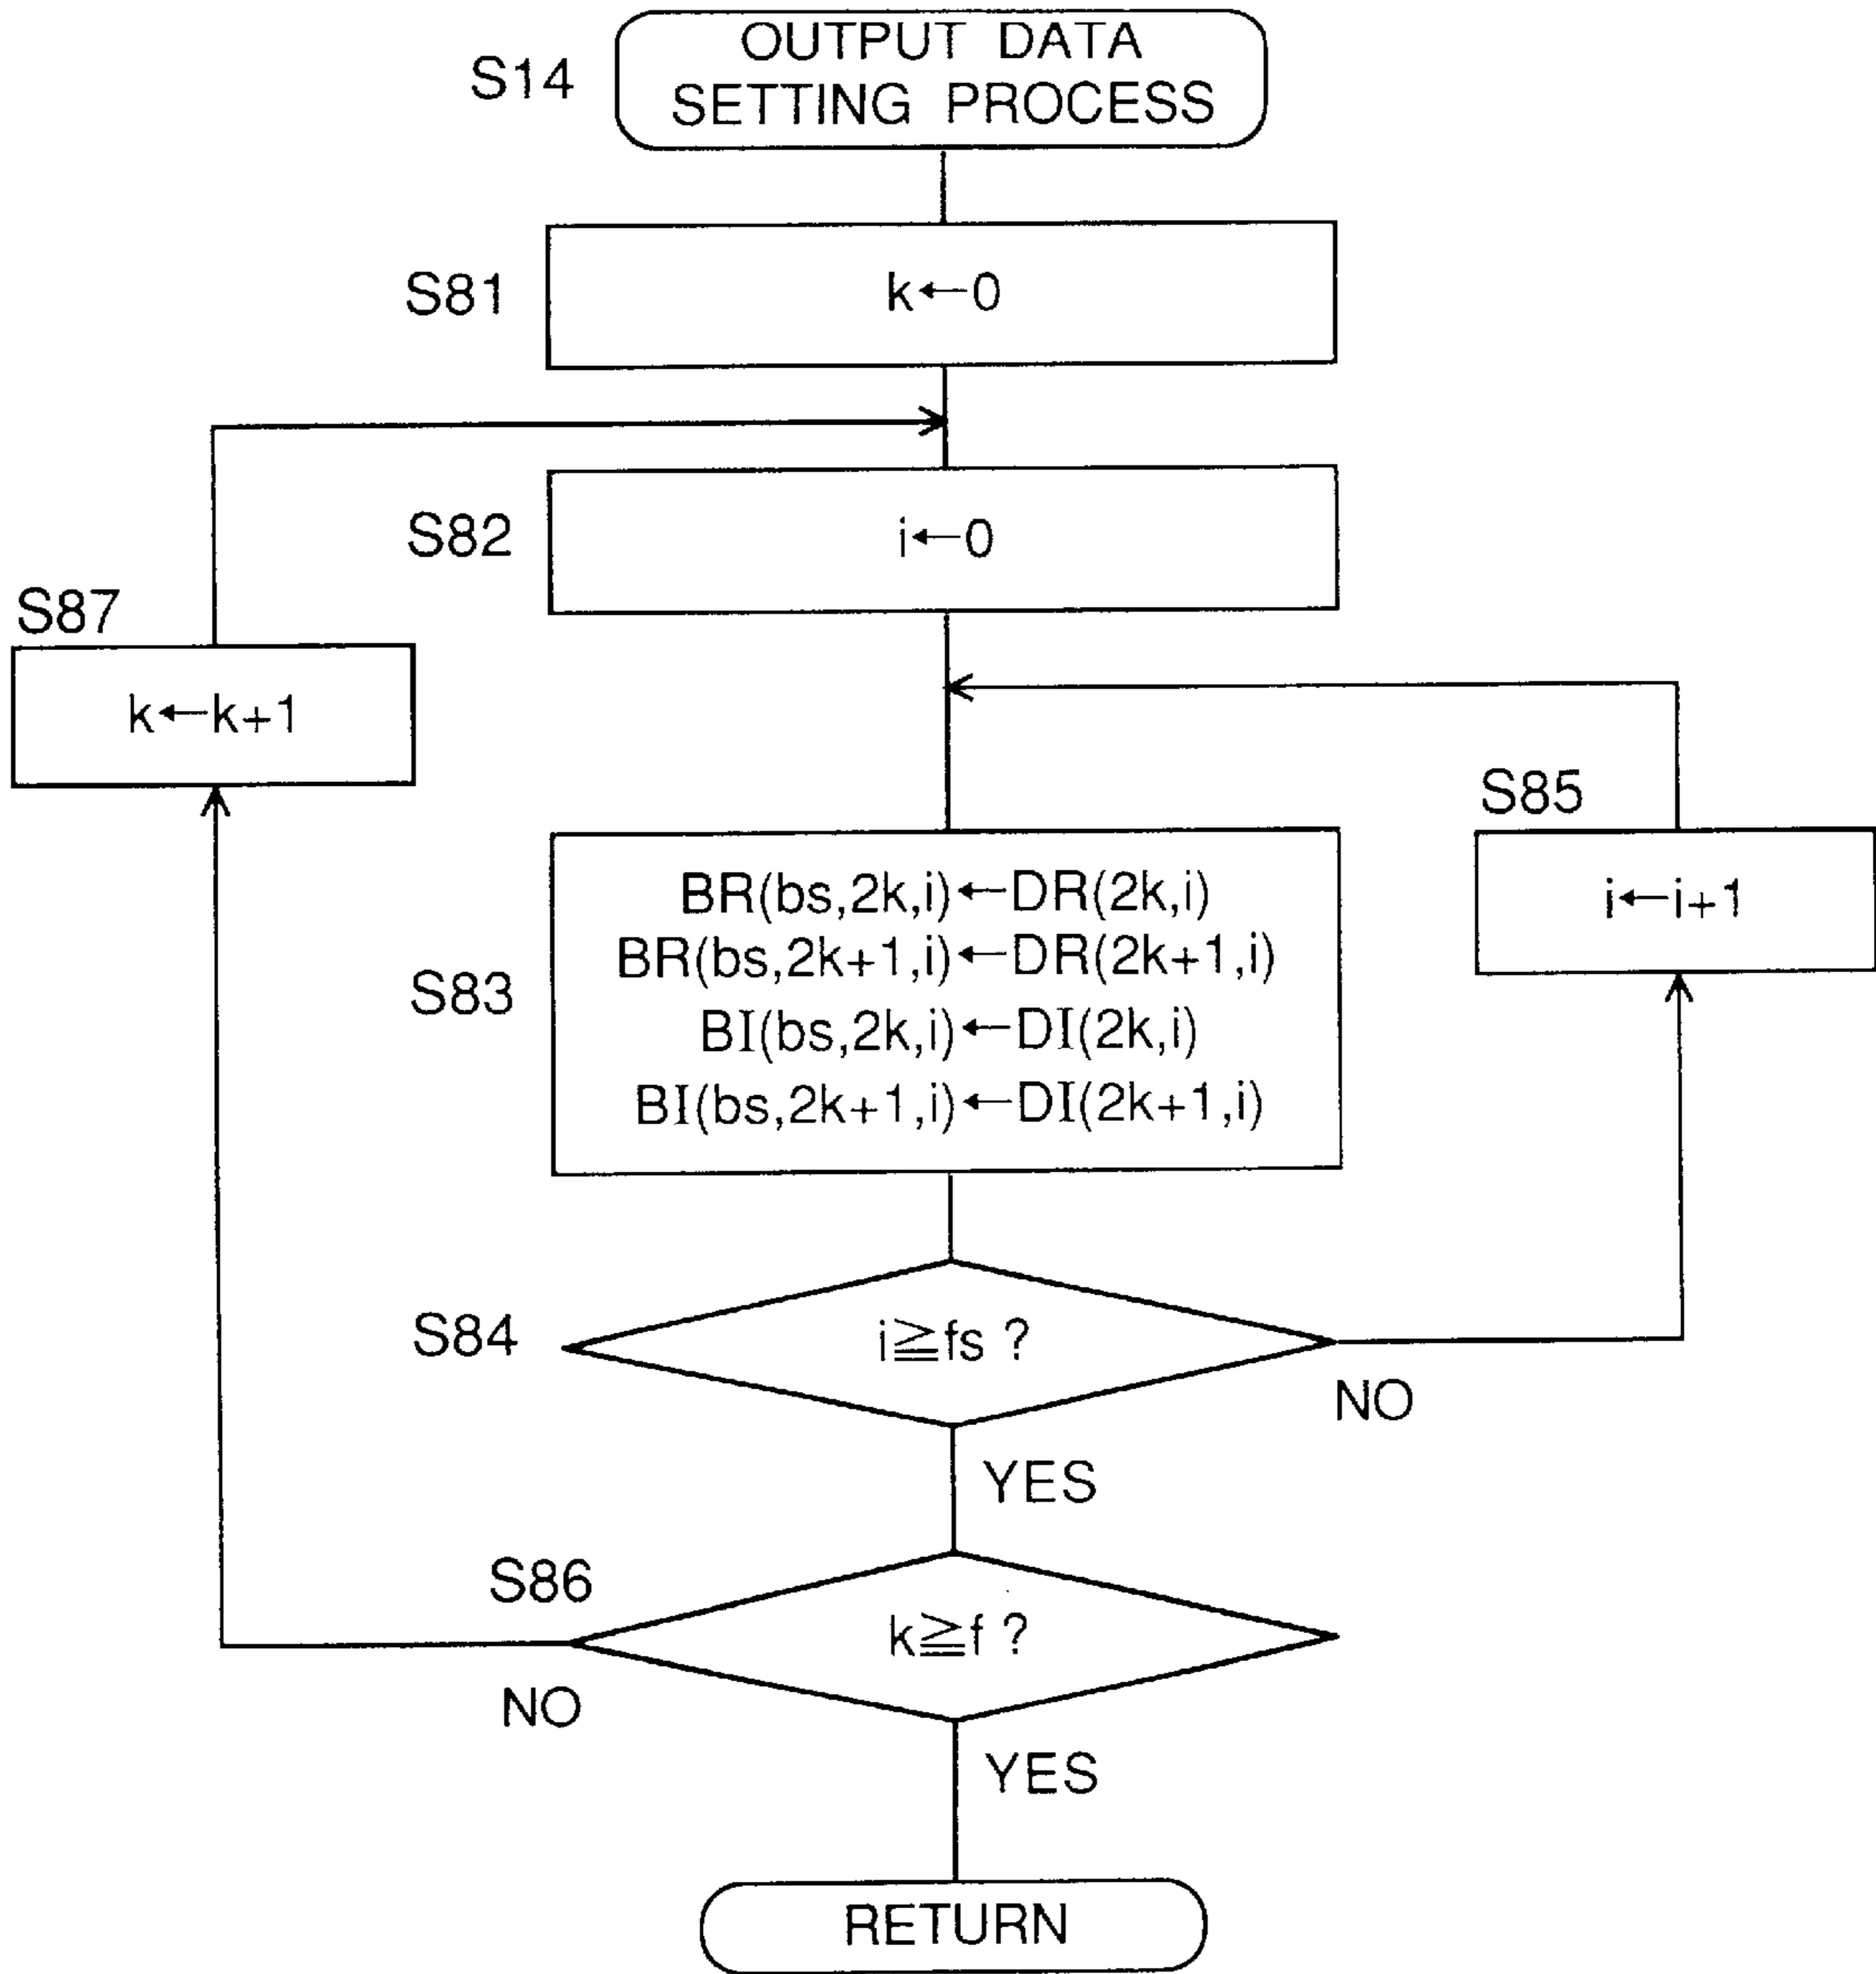 S14
OUTPUT DATA
SETTING PROCESS
S81
k←0
S82
i←0
S87
k←k+1
S85
i←i+1
S83
BR(bs,2k,i)←DR(2k,i)
BR(bs,2k+1,i)←DR(2k+1,i)
BI(bs,2k,i)←DI(2k,i)
BI(bs,2k+1,i)←DI(2k+1,i)
S84
i≧fs ?
NO
YES
S86
k≧f ?
NO
YES
RETURN